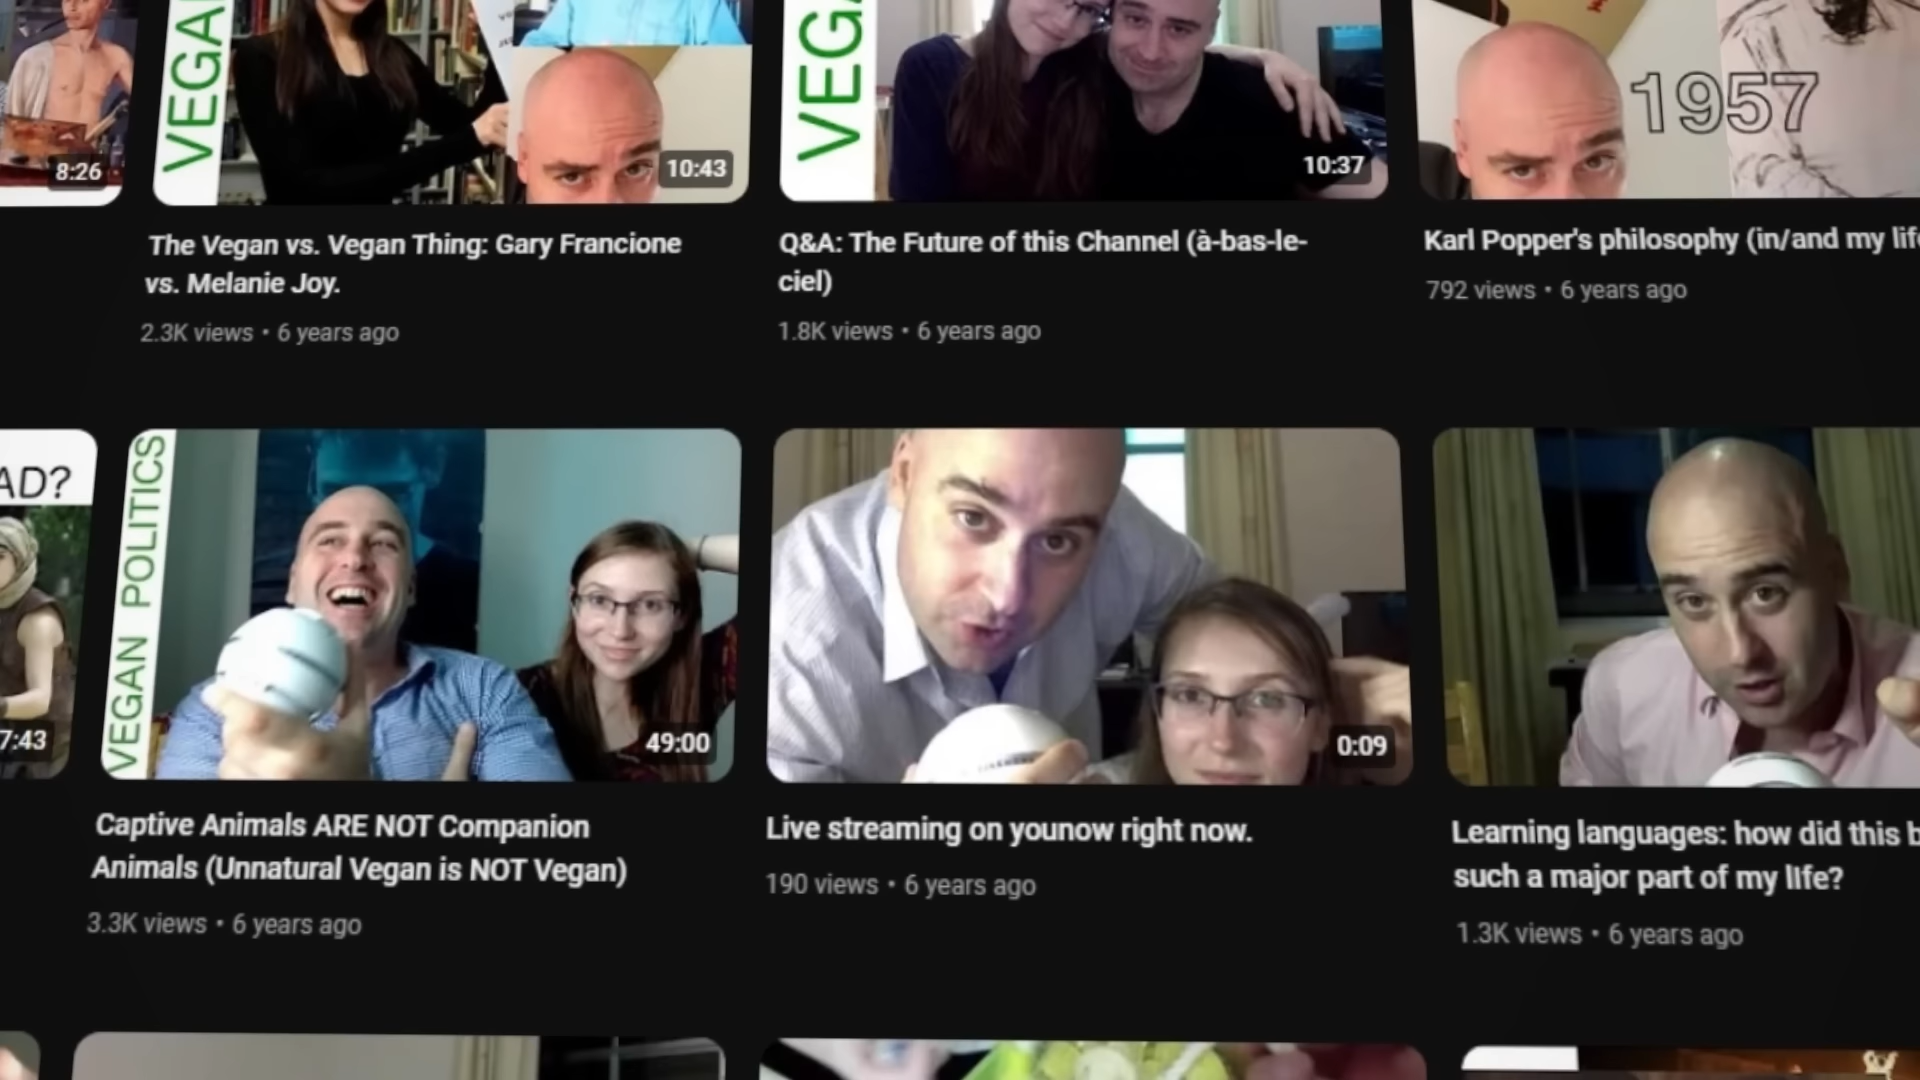 8:26
VEGA
10:43
VEGA
10:37
1957
The Vegan vs. Vegan Thing: Gary Francione
vs. Melanie Joy.
2.3K views • 6 years ago
Q&A: The Future of this Channel (à-bas-le-
ciel)
1.8K views • 6 years ago
Karl Popper's philosophy (in/and my life
792 views • 6 years ago
AD?
7:43
VEGAN POLITICS
49:00
0:09
Captive Animals ARE NOT Companion
Animals (Unnatural Vegan is NOT Vegan)
3.3K views • 6 years ago
Live streaming on younow right now.
190 views • 6 years ago
Learning languages: how did this b
such a major part of my life?
1.3K views • 6 years ago